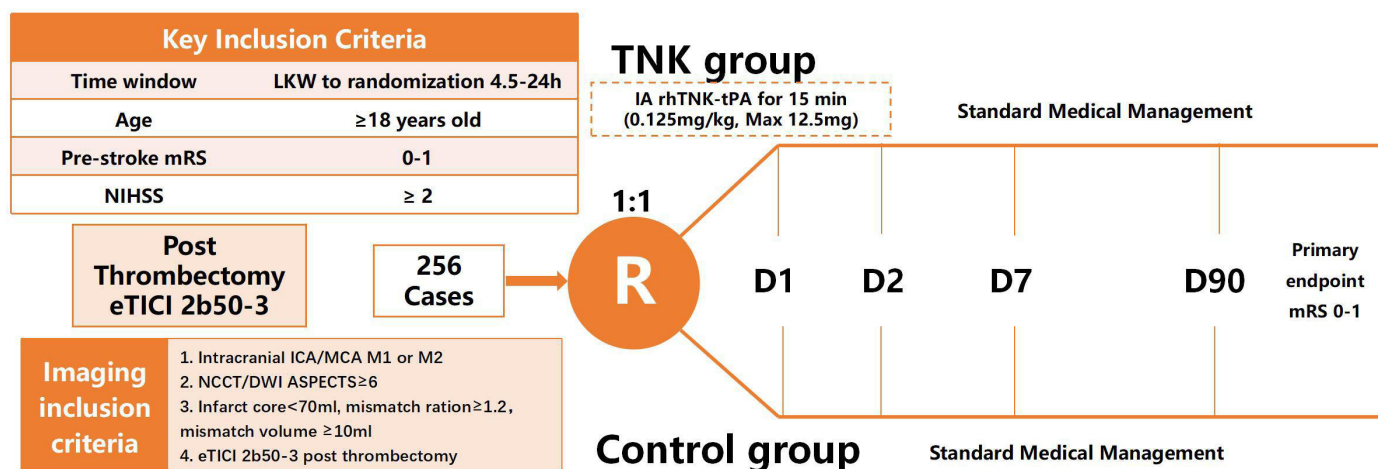 Key Inclusion Criteria
Time window LKW to randomization 4.5-24h
Age ≥18 years old
Pre-stroke mRS 0-1
NIHSS ≥ 2
Post
Thrombectomy
eTICI 2b50-3
256
Cases
Imaging
inclusion
criteria
1. Intracranial ICA/MCA M1 or M2
2. NCCT/DWI ASPECTS≥6
3. Infarct core<70ml, mismatch ration≥1.2,
mismatch volume ≥10ml
4. eTICI 2b50-3 post thrombectomy
1:1
R
TNK group
IA rhTNK-tPA for 15 min
(0.125mg/kg, Max 12.5mg)
Standard Medical Management
D1
D2
D7
D90
Primary
endpoint
mRS 0-1
Control group
Standard Medical Management